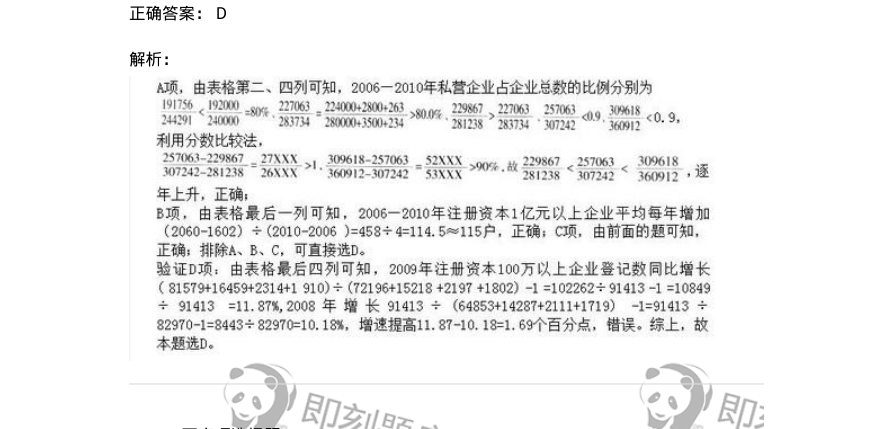 正确答案： D
解析：
A项，由表格第二、四列可知，2006—2010年私营企业占企业总数的比例分别为
191756/244291 < 192000/240000 =80%、227063/283734 = 224000+2800+263/280000+3500+234 >80.0%、229867/281238 > 227063/283734、257063/307242 <0.9、309618/360912 <0.9，
利用分数比较法，
257063-229867/307242-281238 = 27XXX/26XXX >1、309618-257063/360912-307242 = 52XXX/53XXX >90%，故 229867/281238 < 257063/307242 < 309618/360912，逐
年上升，正确；
B项，由表格最后一列可知，2006—2010年注册资本1亿元以上企业平均每年增加
（2060-1602）÷(2010-2006 )=458÷4=114.5≈115户，正确；C项，由前面的题可知，
正确；排除A、B、C，可直接选D。
验证D项：由表格最后四列可知，2009年注册资本100万以上企业登记数同比增长
( 81579+16459+2314+1 910)÷(72196+15218 +2197 +1802) -1 =102262÷91413 -1 =10849
÷ 91413 =11.87%,2008 年 增 长 91413 ÷ (64853+14287+2111+1719) -1=91413 ÷
82970-1=8443÷82970=10.18%，增速提高11.87-10.18=1.69个百分点，错误。综上，故
本题选D。
即刻题
即刻